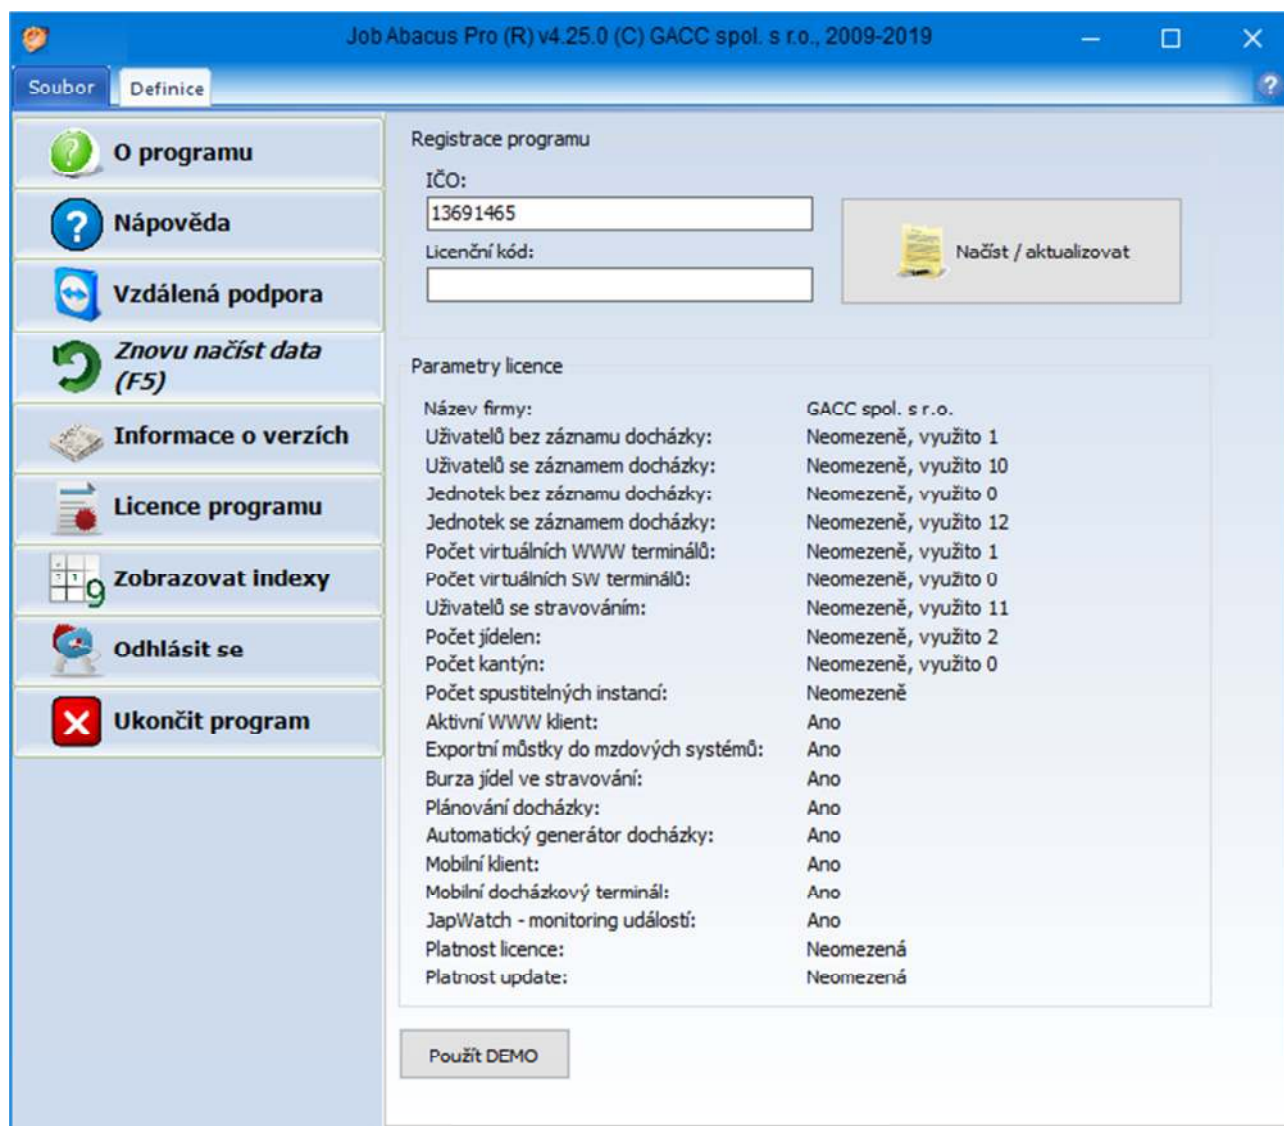 Job Abacus Pro (R) v4.25.0 (C) GACC spol. s r.o., 2009-2019
Soubor
Definice
O programu
Nápověda
Vzdálená podpora
Znovu načíst data
(F5)
Informace o verzích
Licence programu
Zobrazovat indexy
Odhlásit se
Ukončit program
Registrace programu
IČO:
13691465
Licenční kód:
Načíst / aktualizovat
Parametry licence
Název firmy: GACC spol. s r.o.
Uživatelů bez záznamu docházky: Neomezeně, využito 1
Uživatelů se záznamem docházky: Neomezeně, využito 10
Jednotek bez záznamu docházky: Neomezeně, využito 0
Jednotek se záznamem docházky: Neomezeně, využito 12
Počet virtuálních WWW terminálů: Neomezeně, využito 1
Počet virtuálních SW terminálů: Neomezeně, využito 0
Uživatelů se stravováním: Neomezeně, využito 11
Počet jídelen: Neomezeně, využito 2
Počet kantýn: Neomezeně, využito 0
Počet spustitelných instancí: Neomezeně
Aktivní WWW klient: Ano
Exportní můstky do mzdových systémů: Ano
Burza jídel ve stravování: Ano
Plánování docházky: Ano
Automatický generátor docházky: Ano
Mobilní klient: Ano
Mobilní docházkový terminál: Ano
JapWatch - monitoring událostí: Ano
Platnost licence: Neomezená
Platnost update: Neomezená
Použít DEMO